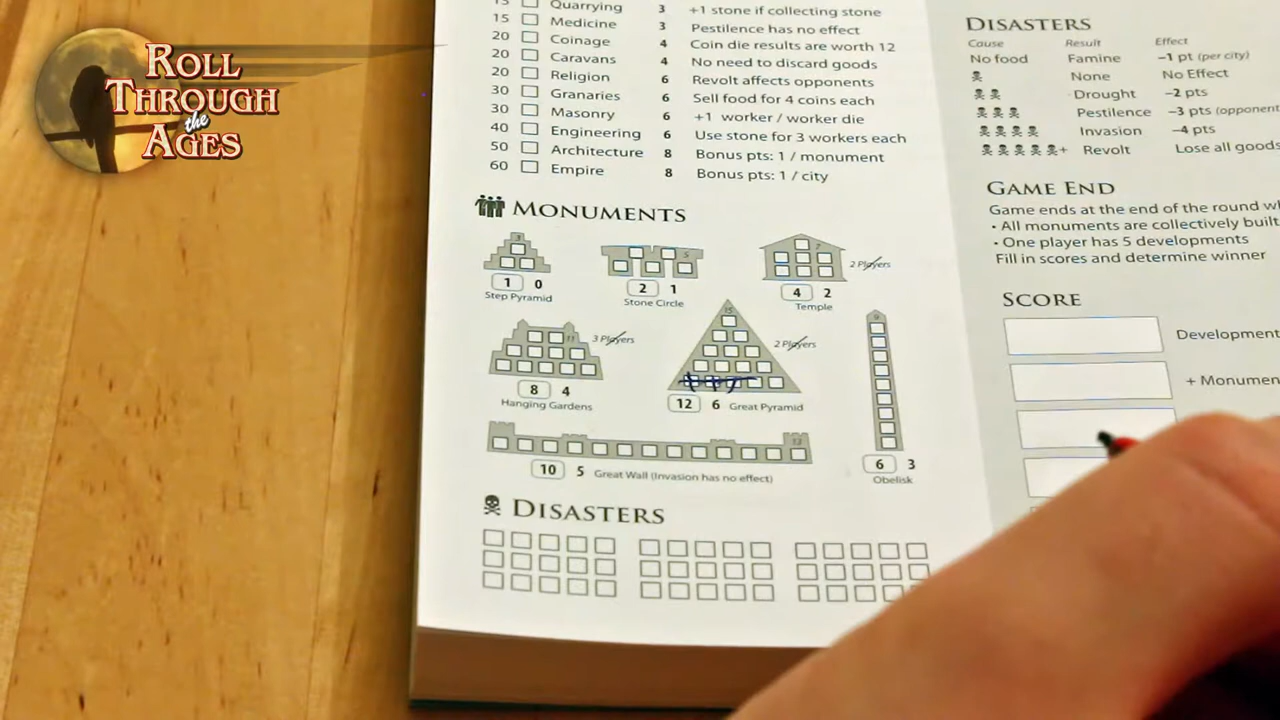 ROLL
THROUGH
the
AGES
15 Quarrying 3 +1 stone if collecting stone
15 Medicine 3 Pestilence has no effect
20 Coinage 4 Coin die results are worth 12
20 Caravans 4 No need to discard goods
20 Religion 6 Revolt affects opponents
30 Granaries 6 Sell food for 4 coins each
30 Masonry 6 +1 worker / worker die
40 Engineering 6 Use stone for 3 workers each
50 Architecture 8 Bonus pts: 1 / monument
60 Empire 8 Bonus pts: 1 / city
MONUMENTS
3
1 0
Step Pyramid
5
2 1
Stone Circle
7
2 Players
4 2
Temple
11
3 Players
8 4
Hanging Gardens
15
2 Players
12 6 Great Pyramid
9
6 3
Obelisk
13
10 5 Great Wall (Invasion has no effect)
DISASTERS
DISASTERS
Cause Result Effect
No food Famine −1 pt (per city)
None No Effect
Drought −2 pts
Pestilence −3 pts (opponent
Invasion −4 pts
+ Revolt Lose all goods
GAME END
Game ends at the end of the round
• All monuments are collectively built
• One player has 5 developments
Fill in scores and determine winner
SCORE
Development
+ Monumen